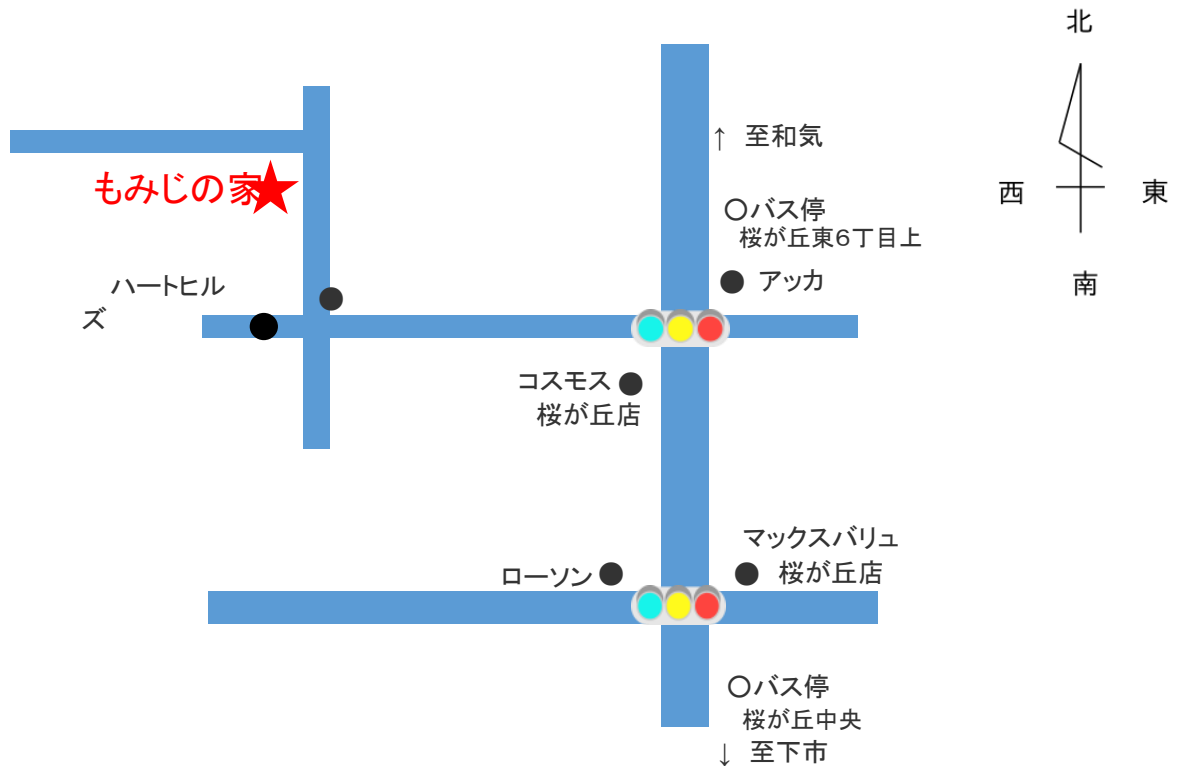 北
↑ 至和気
西
東
もみじの家
〇バス停
桜が丘東6丁目上
アッカ
南
ハートヒル
ズ
コスモス
桜が丘店
マックスバリュ
桜が丘店
ローソン
〇バス停
桜が丘中央
↓ 至下市